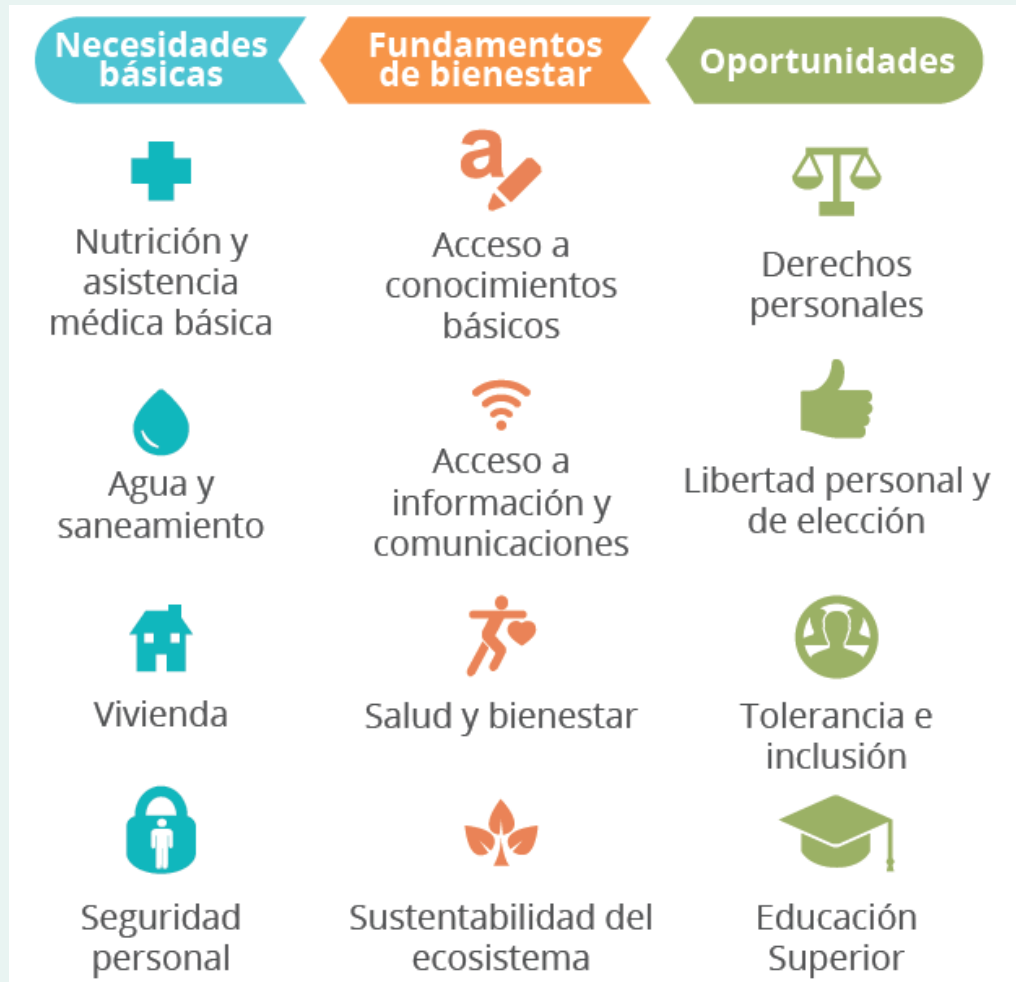 Necesidades
básicas
Fundamentos
de bienestar
Oportunidades
Nutrición y
asistencia
médica básica
a
Acceso a
conocimientos
básicos
Derechos
personales
Agua y
saneamiento
Acceso a
información y
comunicaciones
Libertad personal y
de elección
Vivienda
Salud y bienestar
Tolerancia e
inclusión
Seguridad
personal
Sustentabilidad del
ecosistema
Educación
Superior